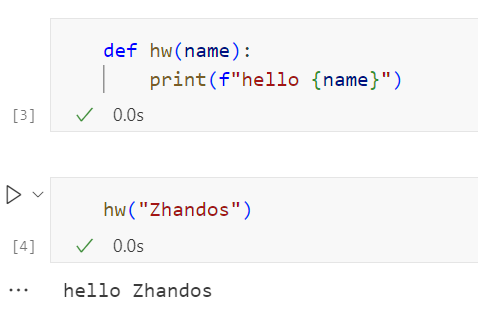 def hw(name):
    print(f"hello {name}")
[3] 0.0s
hw("Zhandos")
[4] 0.0s
... hello Zhandos